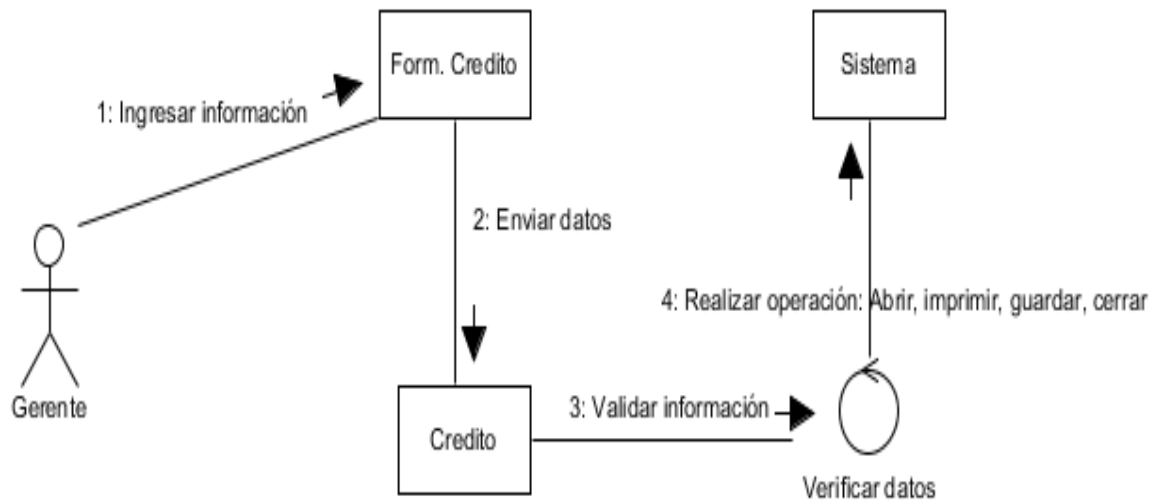 Form. Credito
Sistema
1: Ingresar información
2: Enviar datos
4: Realizar operación: Abrir, imprimir, guardar, cerrar
Gerente
3: Validar información
Credito
Verificar datos